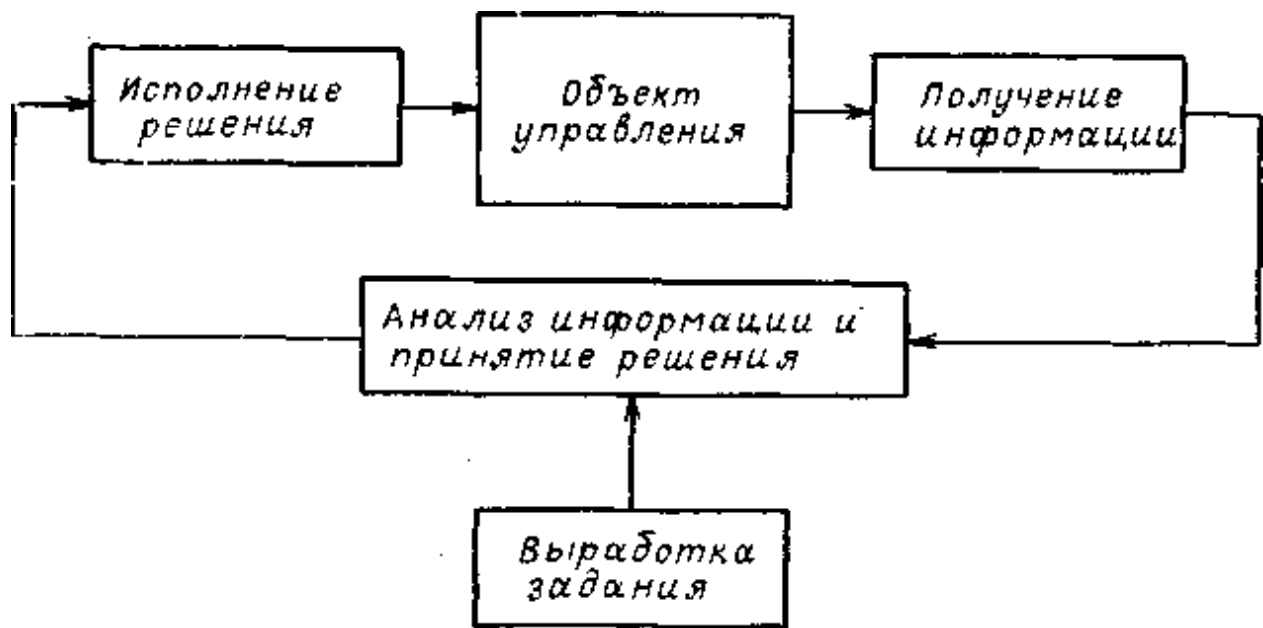 Исполнение
решения
Объект
управления
Получение
информации
Анализ информации и
принятие решения
Выработка
задания